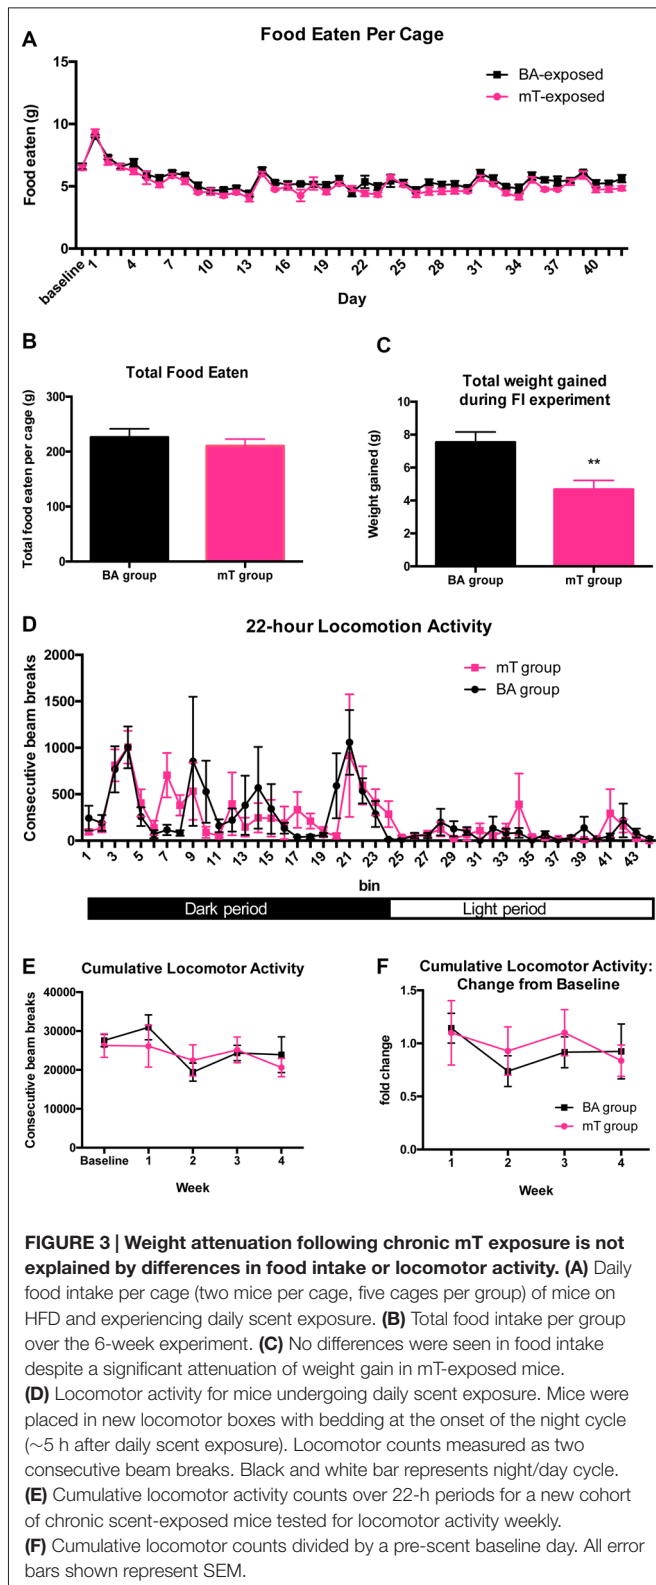 A
Food Eaten Per Cage
15
10
5
0
Food eaten (g)
BA-exposed
mT-exposed
baseline 1 4 7 10 13 16 19 22 25 28 31 34 37 40
Day
B
Total Food Eaten
300
200
100
0
Total food eaten per cage (g)
BA group mT group
C
Total weight gained
during FI experiment
10
8
6
4
2
0
Weight gained (g)
**
BA group mT group
D
22-hour Locomotion Activity
2000
1500
1000
500
0
Consecutive beam breaks
mT group
BA group
1 3 5 7 9 11 13 15 17 19 21 23 25 27 29 31 33 35 37 39 41 43
bin
Dark period Light period
E
Cumulative Locomotor Activity
40000
30000
20000
10000
0
Consecutive beam breaks
Baseline 1 2 3 4
Week
F
Cumulative Locomotor Activity:
Change from Baseline
1.5
1.0
0.5
0.0
fold change
BA group
mT group
1 2 3 4
Week
FIGURE 3 | Weight attenuation following chronic mT exposure is not
explained by differences in food intake or locomotor activity. (A) Daily
food intake per cage (two mice per cage, five cages per group) of mice on
HFD and experiencing daily scent exposure. (B) Total food intake per group
over the 6-week experiment. (C) No differences were seen in food intake
despite a significant attenuation of weight gain in mT-exposed mice.
(D) Locomotor activity for mice undergoing daily scent exposure. Mice were
placed in new locomotor boxes with bedding at the onset of the night cycle
(~5 h after daily scent exposure). Locomotor counts measured as two
consecutive beam breaks. Black and white bar represents night/day cycle.
(E) Cumulative locomotor activity counts over 22-h periods for a new cohort
of chronic scent-exposed mice tested for locomotor activity weekly.
(F) Cumulative locomotor counts divided by a pre-scent baseline day. All error
bars shown represent SEM.